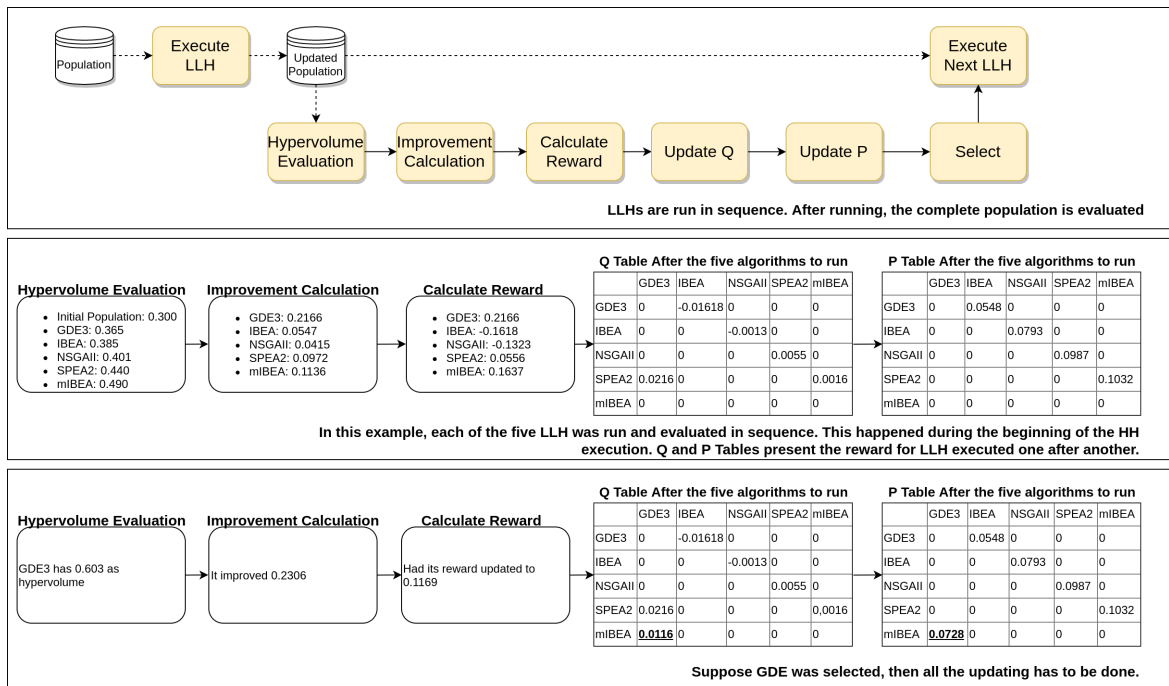 Population
Execute
LLH
Updated
Population
Execute
Next LLH
Hypervolume
Evaluation
Improvement
Calculation
Calculate
Reward
Update Q
Update P
Select
LLHs are run in sequence. After running, the complete population is evaluated
Hypervolume Evaluation
Initial Population: 0.300
GDE3: 0.365
IBEA: 0.385
NSGAII: 0.401
SPEA2: 0.440
mIBEA: 0.490
Improvement Calculation
GDE3: 0.2166
IBEA: 0.0547
NSGAII: 0.0415
SPEA2: 0.0972
mIBEA: 0.1136
Calculate Reward
GDE3: 0.2166
IBEA: -0.1618
NSGAII: -0.1323
SPEA2: 0.0556
mIBEA: 0.1637
Q Table After the five algorithms to run
GDE3 IBEA NSGAII SPEA2 mIBEA
GDE3 0 -0.01618 0 0 0
IBEA 0 0 -0.0013 0 0
NSGAII 0 0 0 0.0055 0
SPEA2 0.0216 0 0 0 0.0016
mIBEA 0 0 0 0 0
P Table After the five algorithms to run
GDE3 IBEA NSGAII SPEA2 mIBEA
GDE3 0 0.0548 0 0 0
IBEA 0 0 0.0793 0 0
NSGAII 0 0 0 0.0987 0
SPEA2 0 0 0 0 0.1032
mIBEA 0 0 0 0 0
In this example, each of the five LLH was run and evaluated in sequence. This happened during the beginning of the HH
execution. Q and P Tables present the reward for LLH executed one after another.
Hypervolume Evaluation
GDE3 has 0.603 as
hypervolume
Improvement Calculation
It improved 0.2306
Calculate Reward
Had its reward updated to
0.1169
Q Table After the five algorithms to run
GDE3 IBEA NSGAII SPEA2 mIBEA
GDE3 0 -0.01618 0 0 0
IBEA 0 0 -0.0013 0 0
NSGAII 0 0 0 0.0055 0
SPEA2 0.0216 0 0 0 0,0016
mIBEA 0.0116 0 0 0 0
P Table After the five algorithms to run
GDE3 IBEA NSGAII SPEA2 mIBEA
GDE3 0 0.0548 0 0 0
IBEA 0 0 0.0793 0 0
NSGAII 0 0 0 0.0987 0
SPEA2 0 0 0 0 0.1032
mIBEA 0.0728 0 0 0 0
Suppose GDE was selected, then all the updating has to be done.